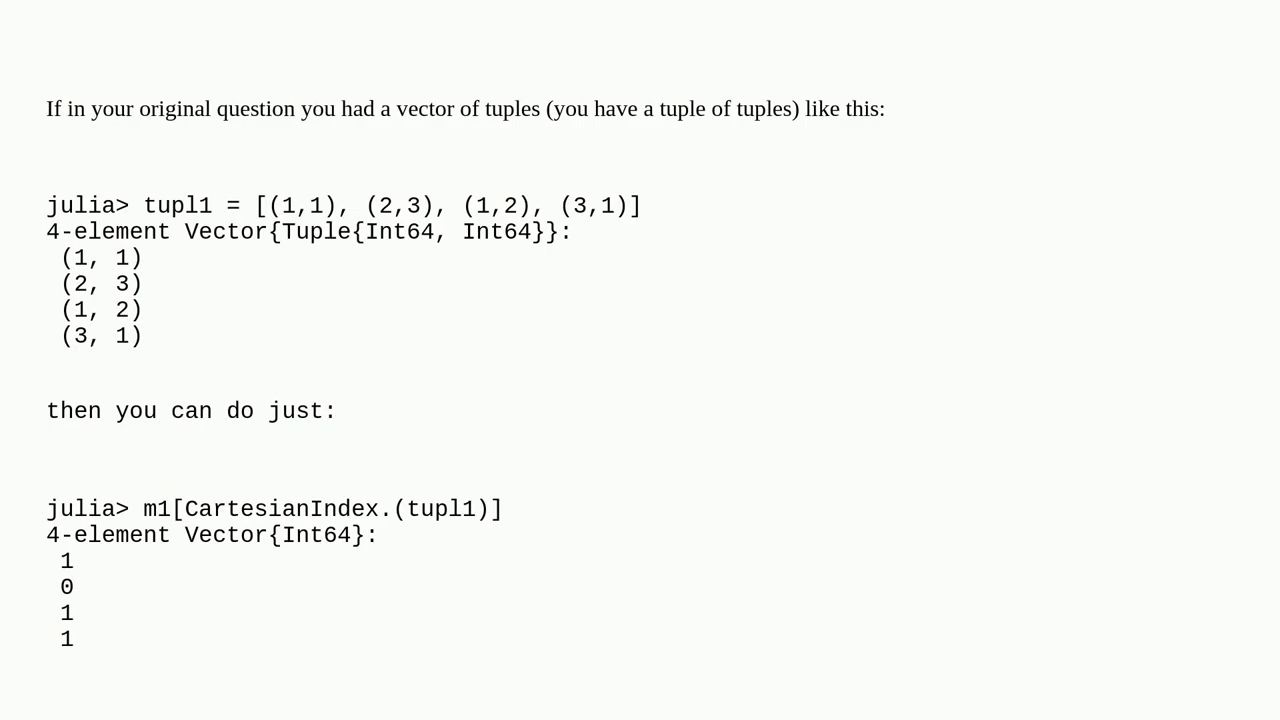 If in your original question you had a vector of tuples (you have a tuple of tuples) like this:
julia> tupl1 = [(1,1), (2,3), (1,2), (3,1)]
4-element Vector{Tuple{Int64, Int64}}:
 (1, 1)
 (2, 3)
 (1, 2)
 (3, 1)
then you can do just:
julia> m1[CartesianIndex.(tupl1)]
4-element Vector{Int64}:
 1
 0
 1
 1